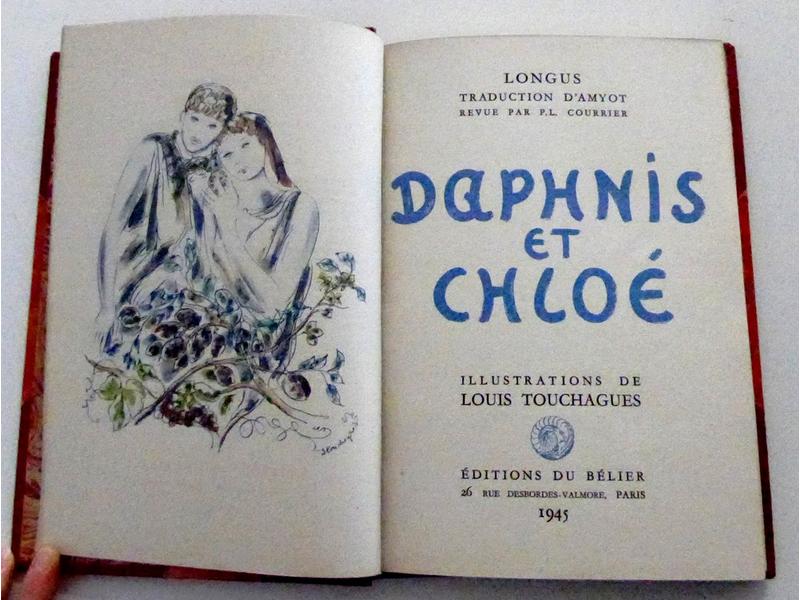 LONGUS
TRADUCTION D'AMYOT
REVUE PAR P.L. COURRIER
DAPHNIS
ET
CHLOÉ
ILLUSTRATIONS DE
LOUIS TOUCHAGUES
ÉDITIONS DU BÉLIER
26 RUE DESBORDES-VALMORE, PARIS
1945